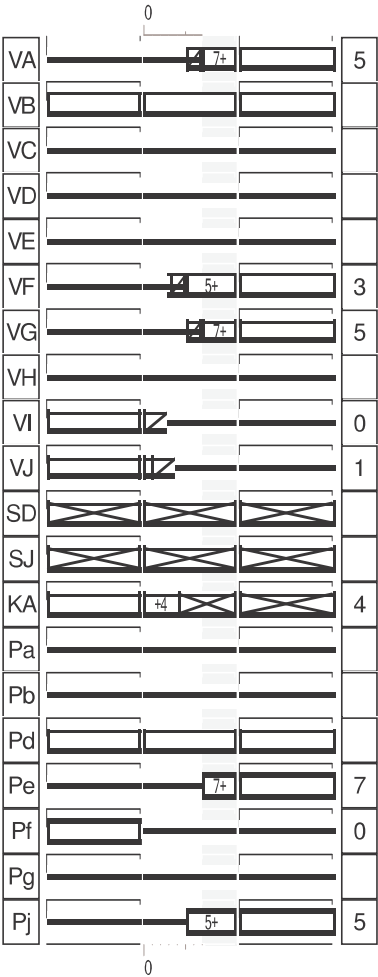 0
VA 7+ 5
VB
VC
VD
VE
VF 5+ 3
VG 7+ 5
VH
VI 0
VJ 1
SD
SJ
KA +4 4
Pa
Pb
Pd
Pe 7+ 7
Pf 0
Pg
Pj 5+ 5
0